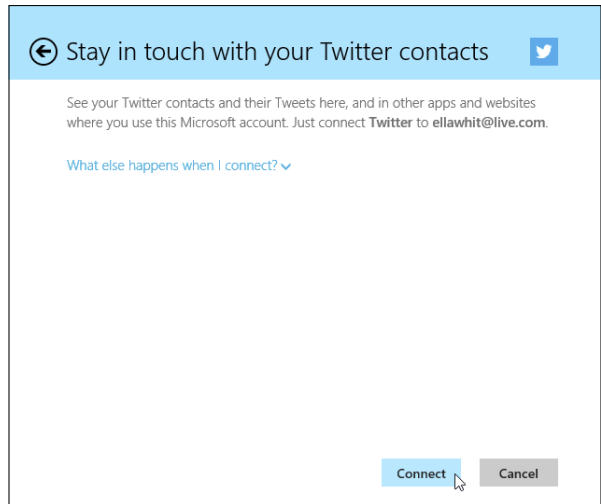 Stay in touch with your Twitter contacts
See your Twitter contacts and their Tweets here, and in other apps and websites
where you use this Microsoft account. Just connect Twitter to ellawhit@live.com.
What else happens when I connect?
Connect Cancel